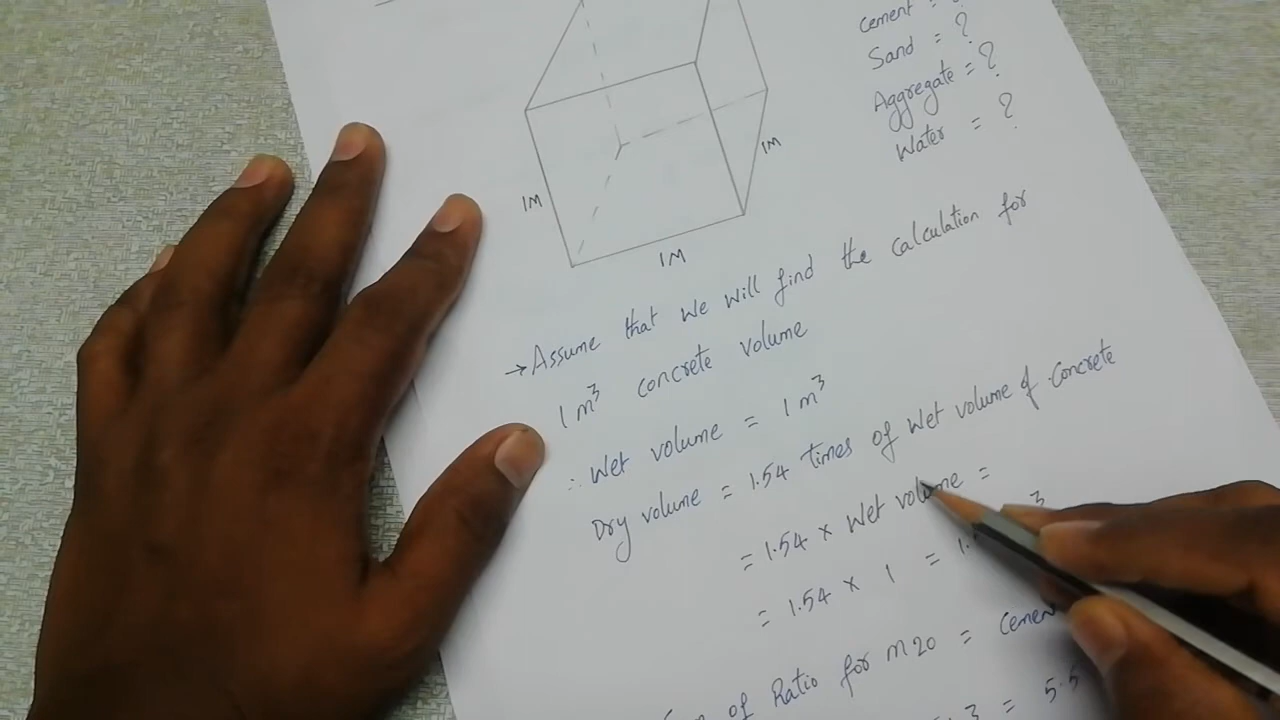 cement = ?
Sand = ?
Aggregate = ?
Water = ?
1M
1M
1M
→ Assume that we will find the calculation for
1 m³ concrete volume
∴ Wet volume = 1 m³
Dry volume = 1.54 times of wet volume of concrete
= 1.54 × Wet volume =
= 1.54 × 1 = 1.
of Ratio for M20 =
3 = 5.5